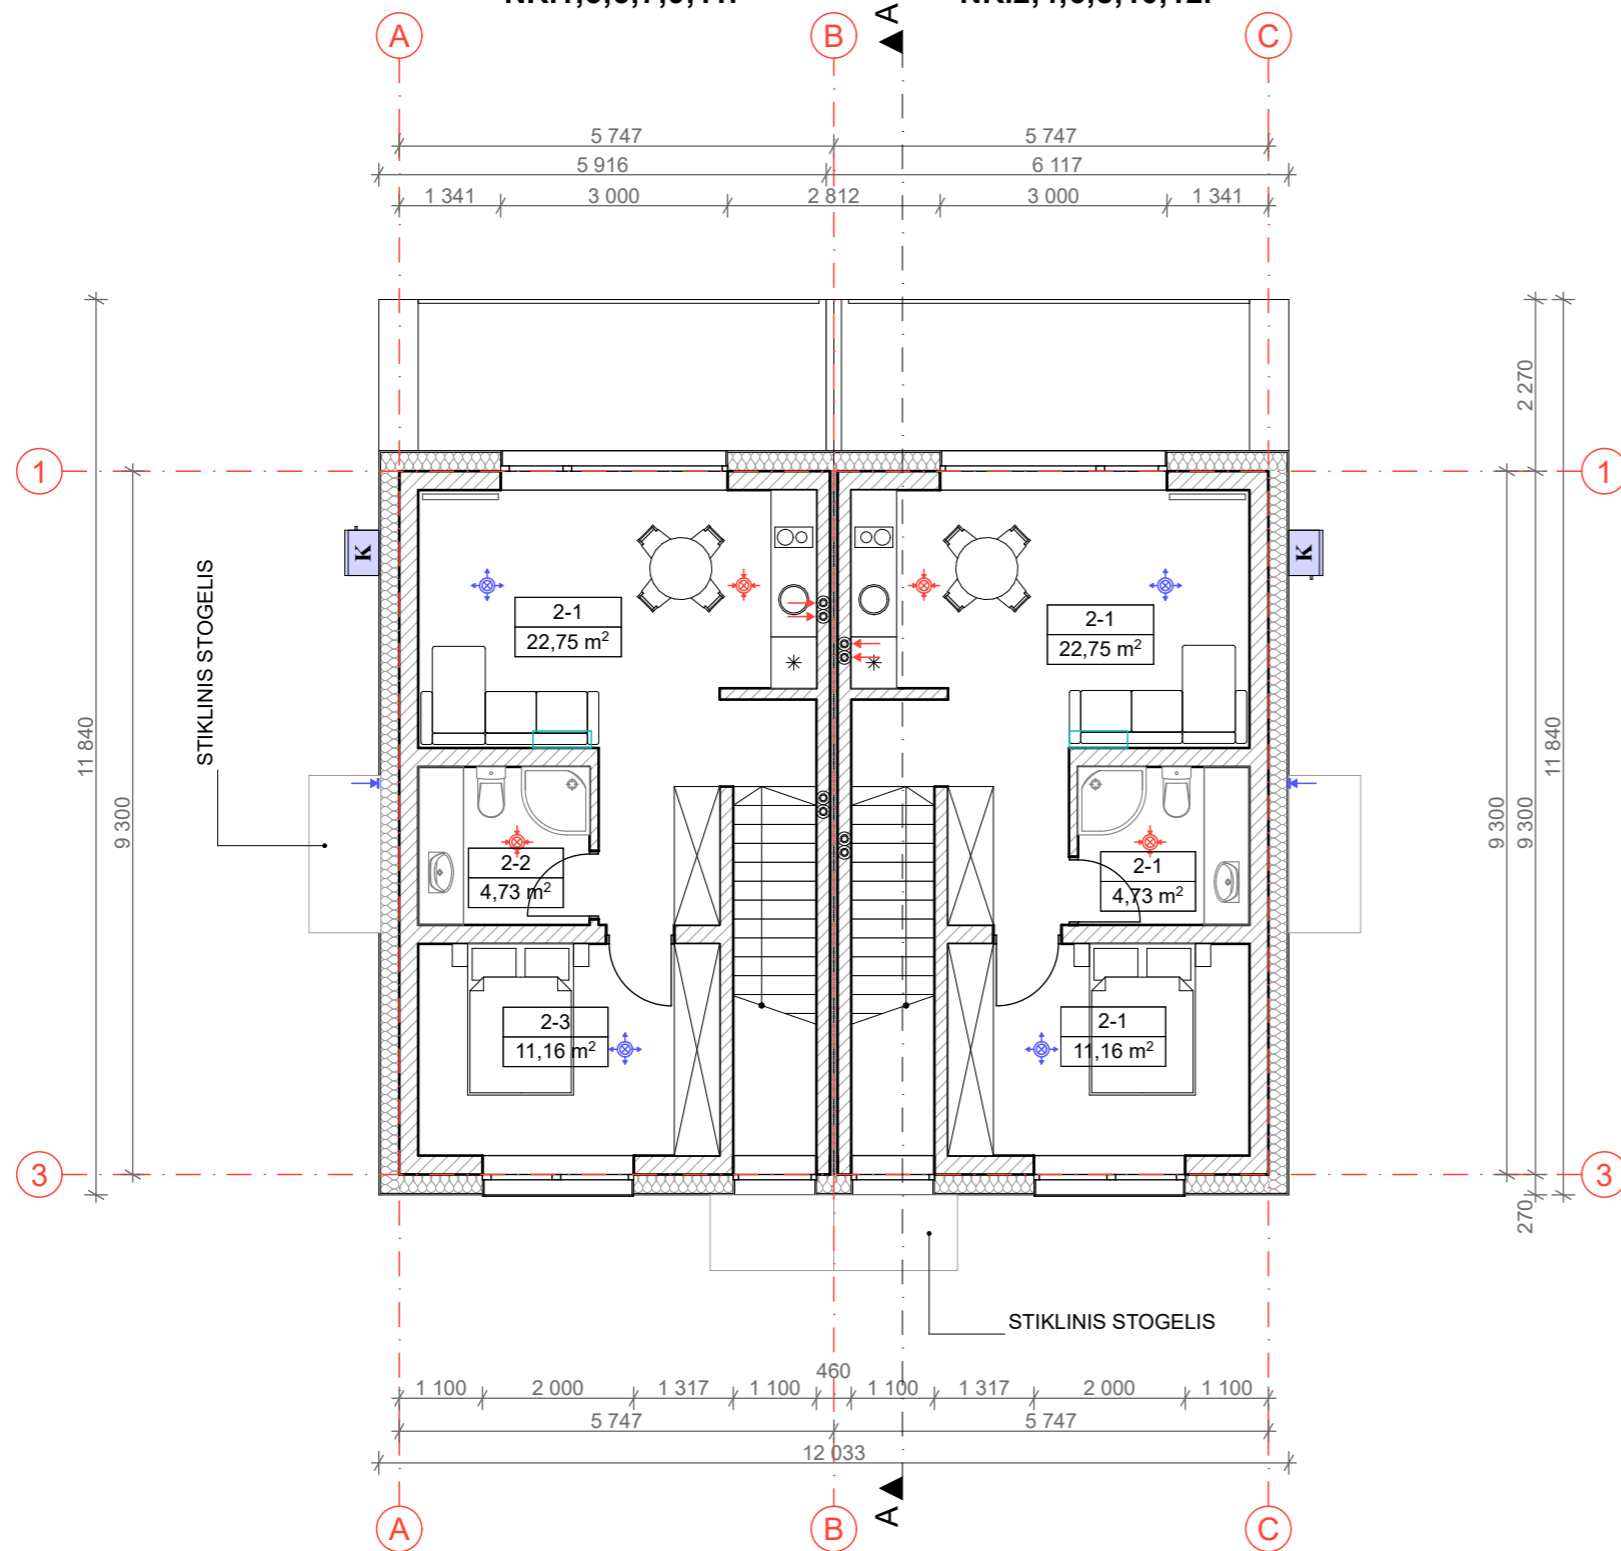 A B A C
5 747 5 747
5 916 6 117
1 341 3 000 2 812 3 000 1 341
2 270
1 1
K K
STIKLINIS STOGELIS
2-1 2-1
22,75 m² 22,75 m²
11 840 9 300 9 300 9 300 11 840
2-2 2-1
4,73 m² 4,73 m²
2-3 2-1
11,16 m² 11,16 m²
3 3
270
STIKLINIS STOGELIS
460
1 100 2 000 1 317 1 100 1 100 1 317 2 000 1 100
5 747 5 747
12 033
A B A C